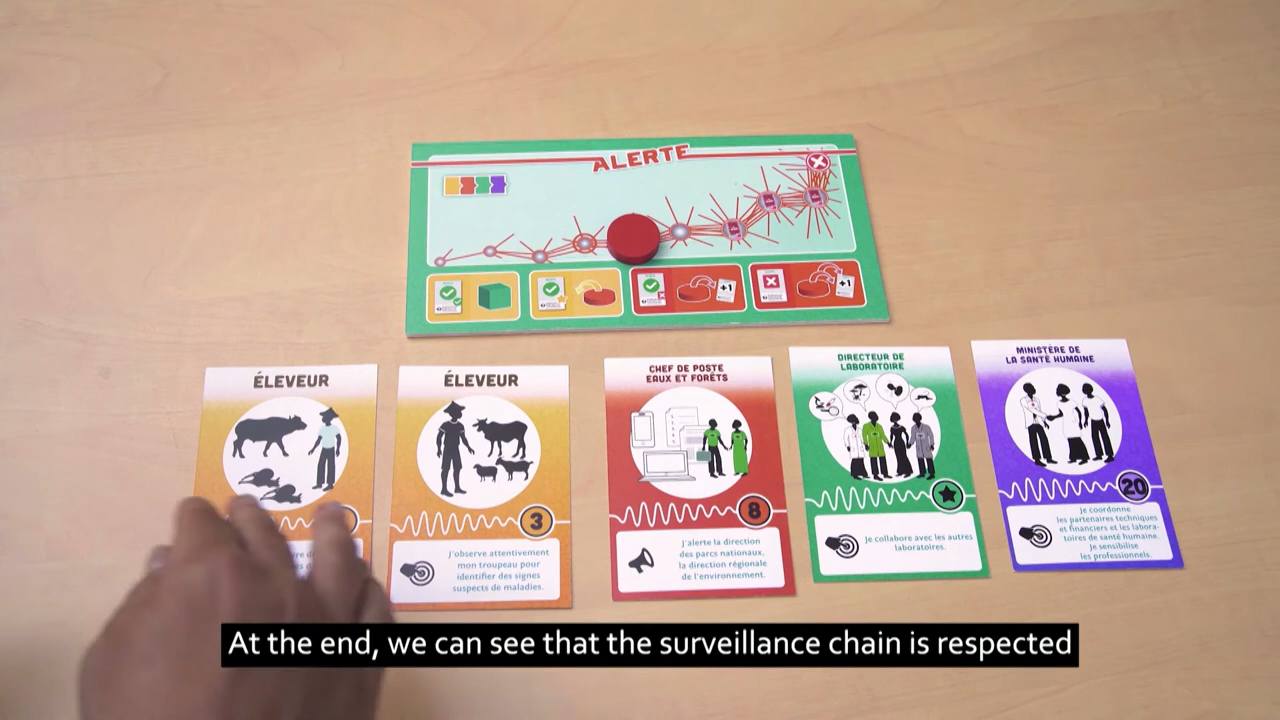 ALERTE
+1
+1
ÉLEVEUR
ÉLEVEUR
3
J'observe attentivement
mon troupeau pour
identifier des signes
suspects de maladies.
CHEF DE POSTE
EAUX ET FORÊTS
8
J'alerte la direction
des parcs nationaux,
la direction régionale
de l'environnement.
DIRECTEUR DE
LABORATOIRE
Je collabore avec les autres
laboratoires.
MINISTÈRE DE
LA SANTÉ HUMAINE
20
Je coordonne
les partenaires techniques
et financiers et les labora-
toires de santé humaine.
Je sensibilise
les professionnels.
At the end, we can see that the surveillance chain is respected